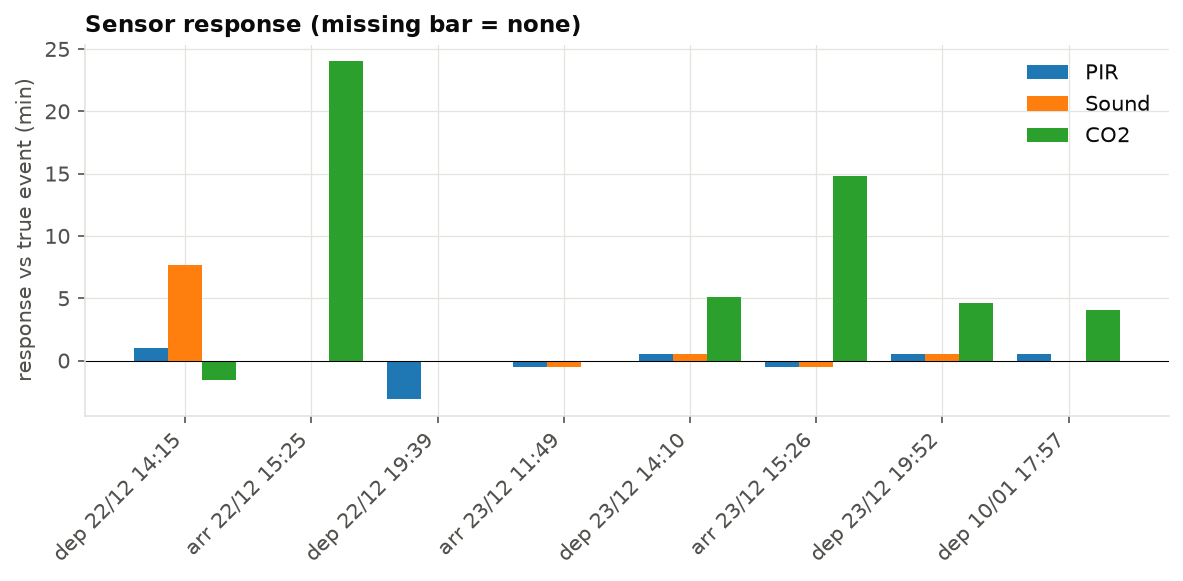 Sensor response (missing bar = none)
response vs true event (min)
25
20
15
10
5
0
PIR
Sound
CO2
dep 22/12 14:15
arr 22/12 15:25
dep 22/12 19:39
arr 23/12 11:49
dep 23/12 14:10
arr 23/12 15:26
dep 23/12 19:52
dep 10/01 17:57